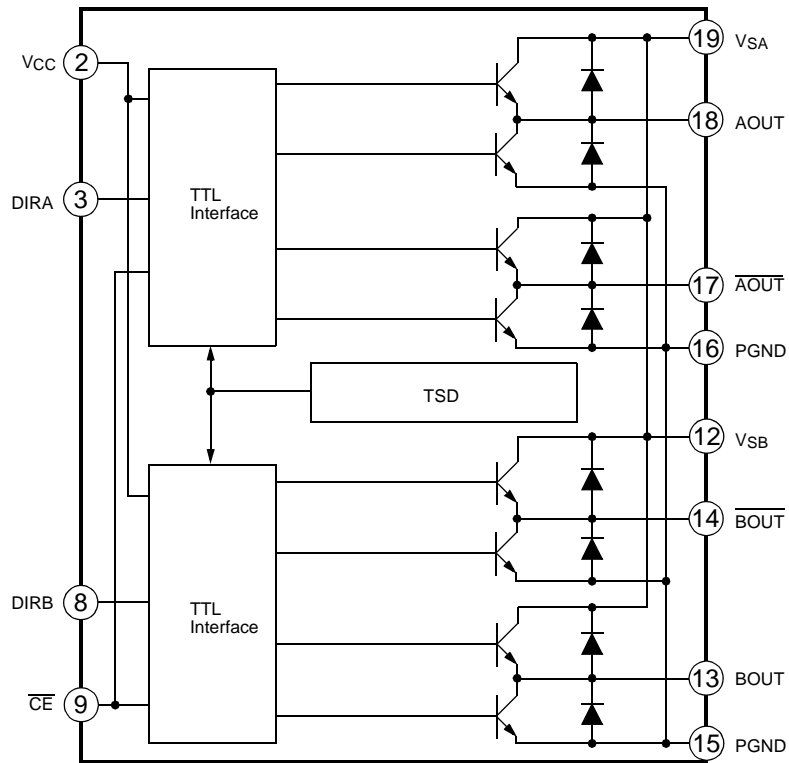 19 VSA
VCC 2
18 AOUT
DIRA 3
TTL
Interface
17 AOUT
16 PGND
TSD
12 VSB
14 BOUT
DIRB 8
TTL
Interface
13 BOUT
CE 9
15 PGND